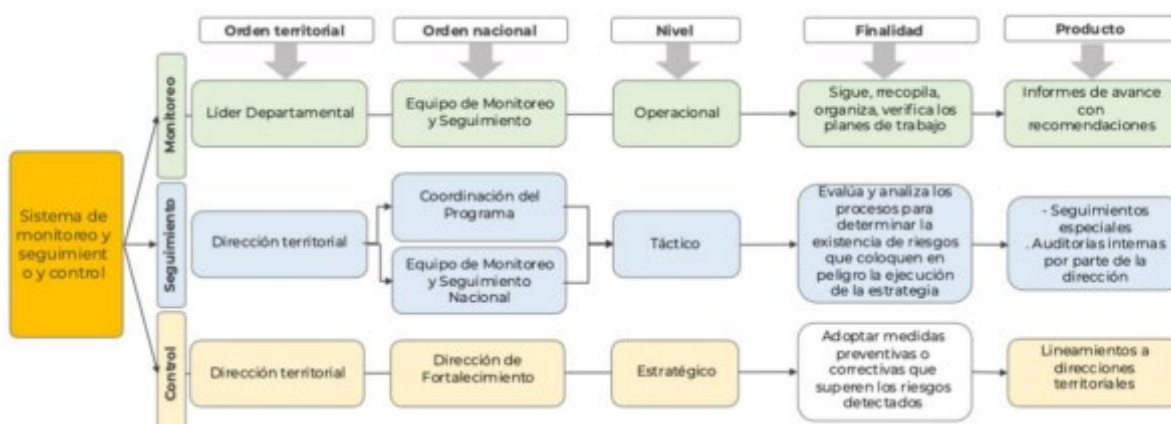 Orden territorial
Orden nacional
Nivel
Finalidad
Producto
Sistema de
monitoreo y
seguimient
o y control
Monitoreo
Líder Departamental
Equipo de Monitoreo
y Seguimiento
Operacional
Sigue, rrecopila,
organiza, verifica los
planes de trabajo
Informes de avance
con
recomendaciones
Seguimiento
Dirección territorial
Coordinación del
Programa
Equipo de Monitoreo
y Seguimiento
Nacional
Táctico
Evalúa y analiza los
procesos para
determinar la
existencia de riesgos
que coloquen en
peligro la ejecución
de la estrategia
- Seguimientos
especiales
. Auditorías internas
por parte de la
dirección
Control
Dirección territorial
Dirección de
Fortalecimiento
Estratégico
Adoptar medidas
preventivas o
correctivas que
superen los riesgos
detectados
Lineamientos a
direcciones
territoriales